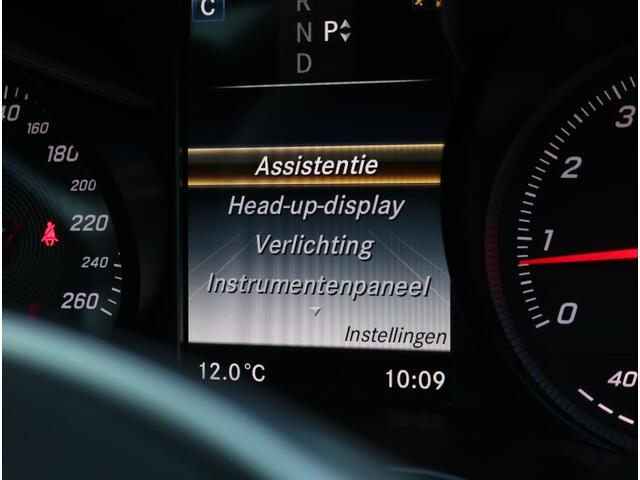 C
R
N P
D
Assistentie
Head-up-display
Verlichting
Instrumentenpaneel
Instellingen
12.0°C 10:09
160
180
200
220
240
260
3
2
1
0
40